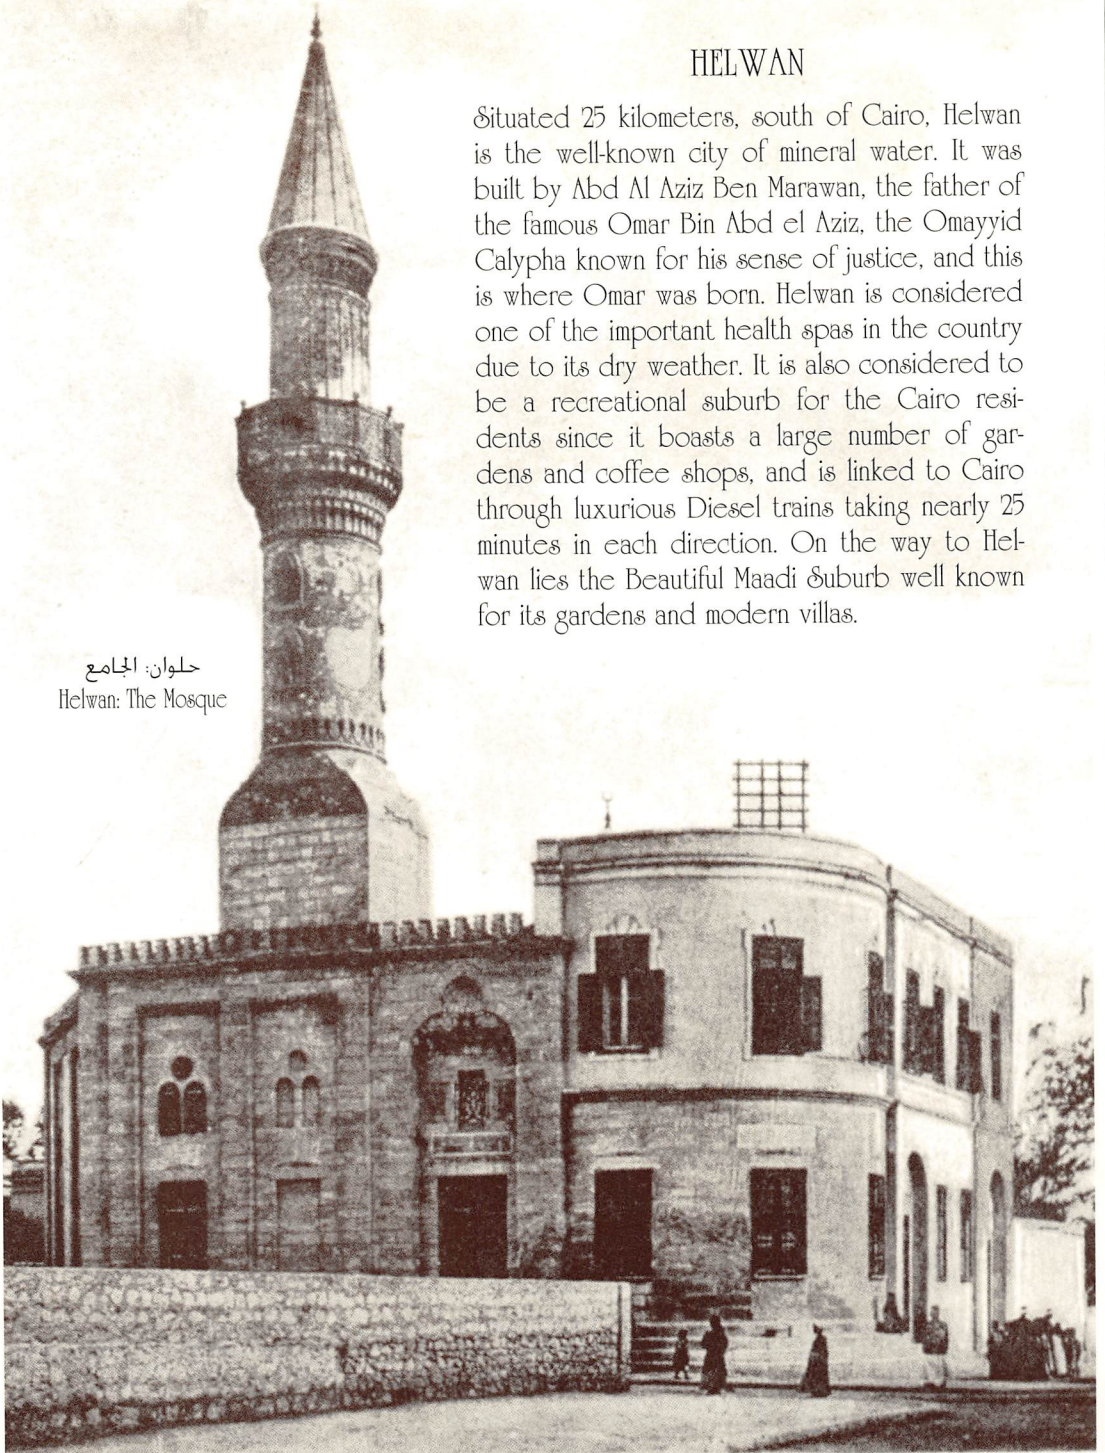 HELWAN
Situated 25 kilometers, south of Cairo, Helwan
is the well-known city of mineral water. It was
built by Abd Al Aziz Ben Marawan, the father of
the famous Omar Bin Abd el Aziz, the Omayyid
Calypha known for his sense of justice, and this
is where Omar was born. Helwan is considered
one of the important health spas in the country
due to its dry weather. It is also considered to
be a recreational suburb for the Cairo resi-
dents since it boasts a large number of gar-
dens and coffee shops, and is linked to Cairo
through luxurious Diesel trains taking nearly 25
minutes in each direction. On the way to Hel-
wan lies the Beautiful Maadi Suburb well known
for its gardens and modern villas.
حلوان: الجامع
Helwan: The Mosque